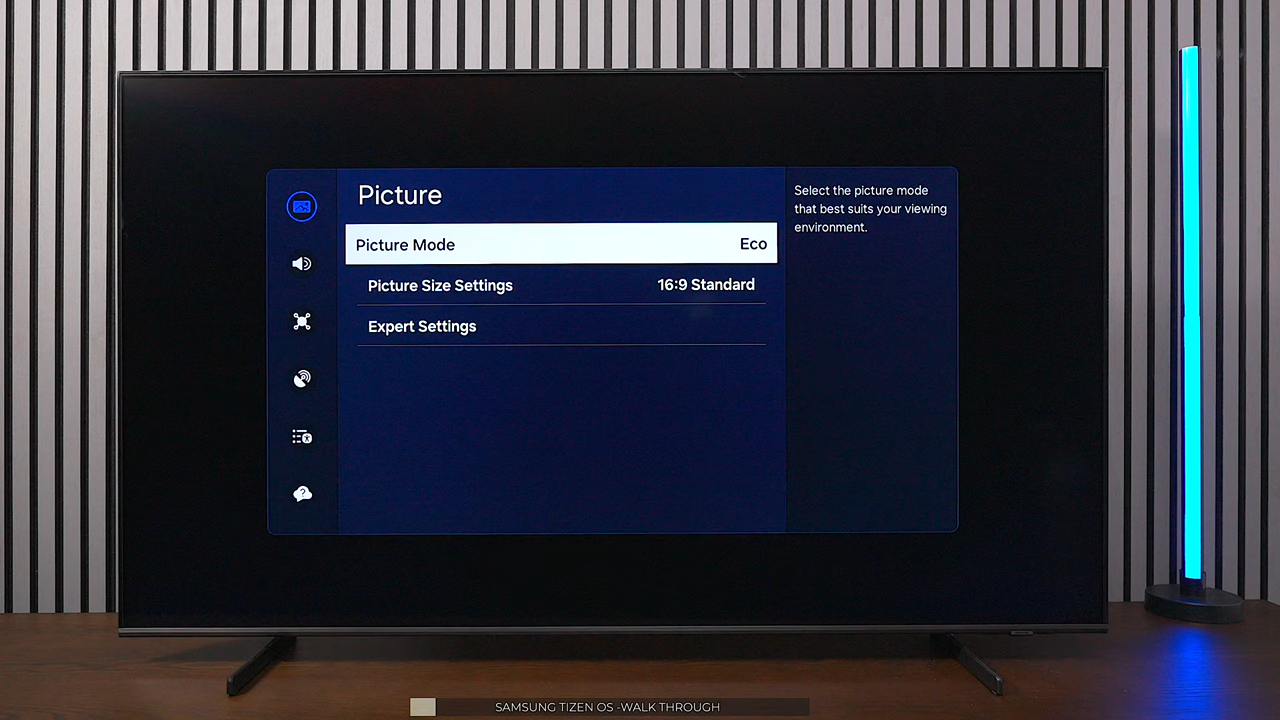 Picture
Picture Mode Eco
Picture Size Settings 16:9 Standard
Expert Settings
Select the picture mode
that best suits your viewing
environment.
SAMSUNG TIZEN OS -WALK THROUGH